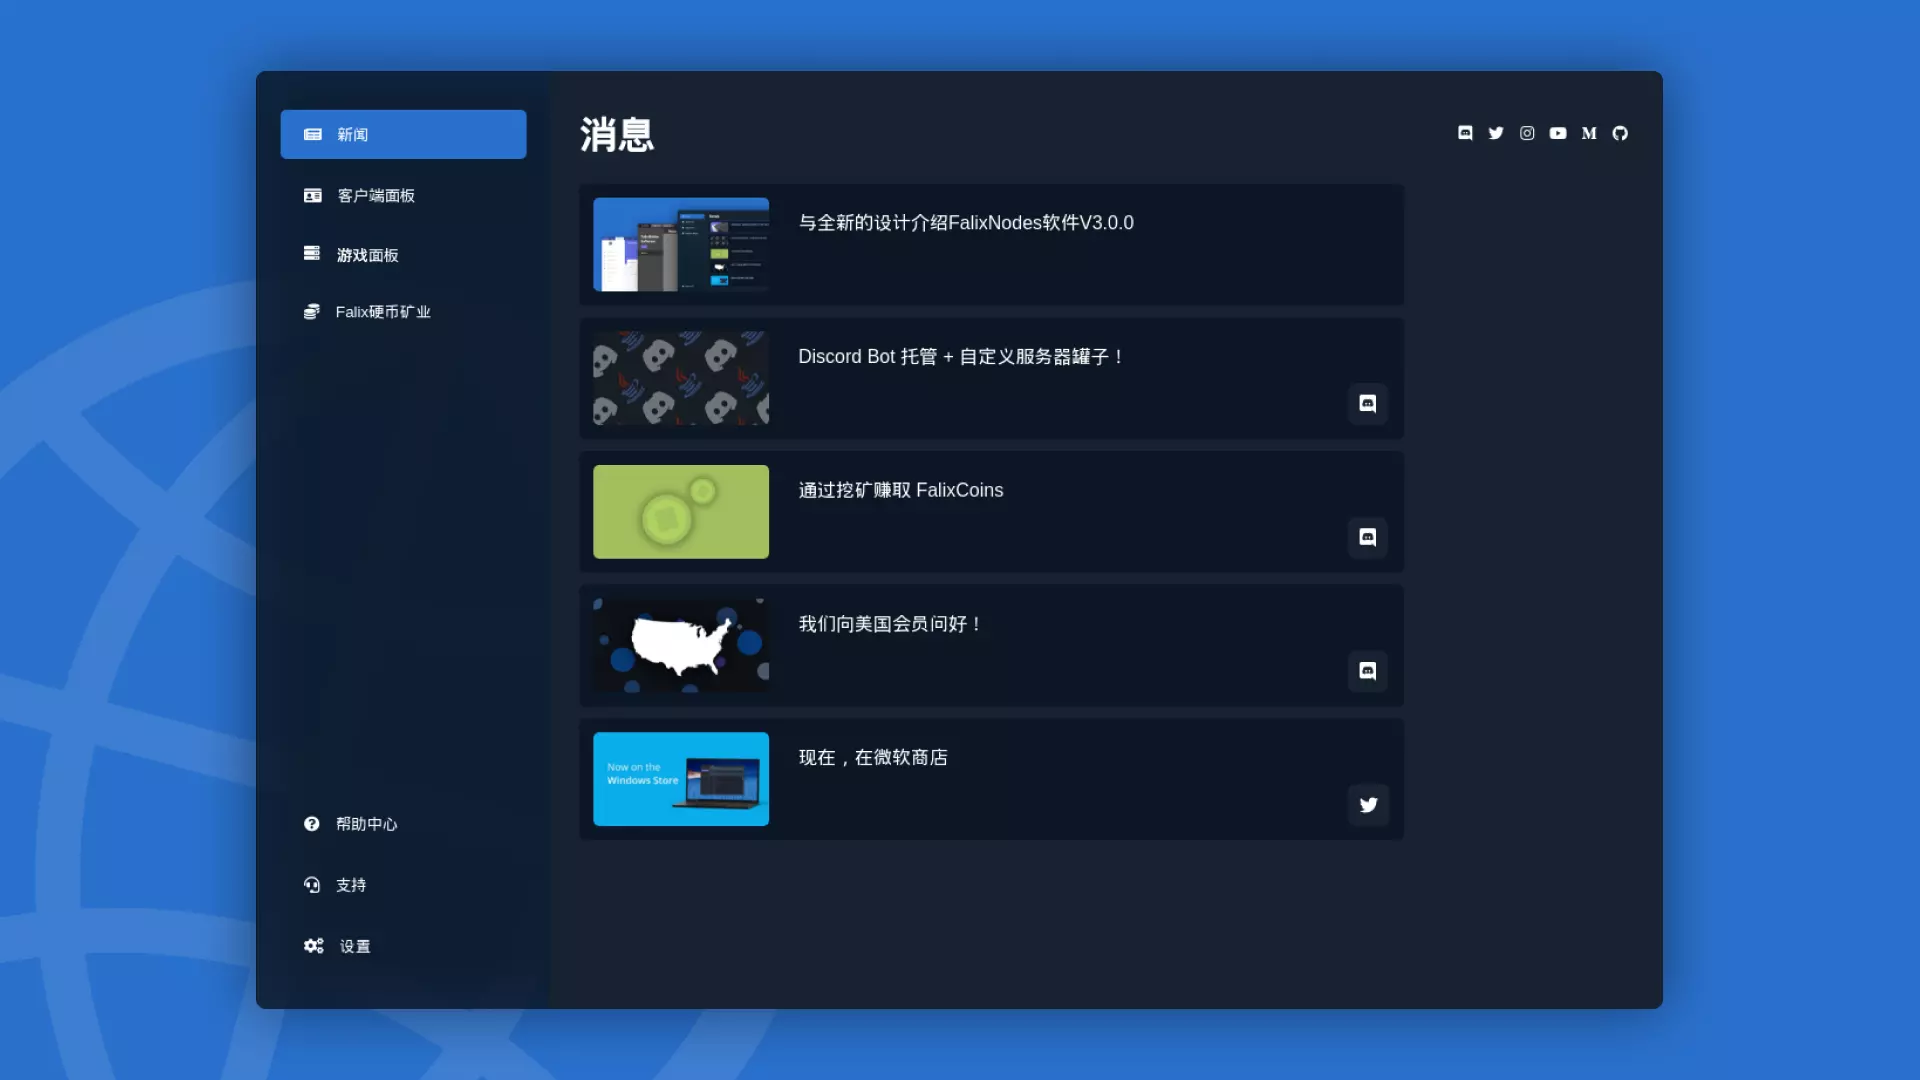 新闻
客户端面板
游戏面板
Falix硬币矿业
帮助中心
支持
设置
消息
与全新的设计介绍FalixNodes软件V3.0.0
Discord Bot 托管 + 自定义服务器罐子！
通过挖矿赚取 FalixCoins
我们向美国会员问好！
Now on the
Windows Store
现在，在微软商店